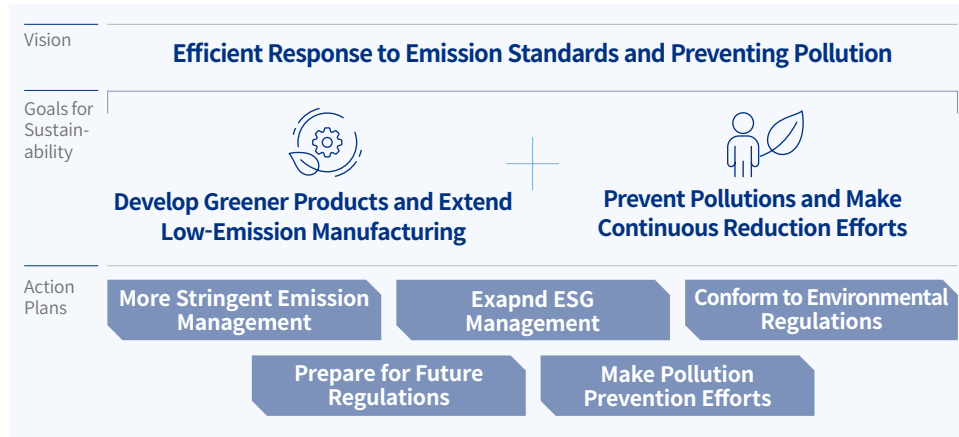 Vision
Efficient Response to Emission Standards and Preventing Pollution
Goals for
Sustain-
ability
Develop Greener Products and Extend
Low-Emission Manufacturing
Prevent Pollutions and Make
Continuous Reduction Efforts
Action
Plans
More Stringent Emission
Management
Exapnd ESG
Management
Conform to Environmental
Regulations
Prepare for Future
Regulations
Make Pollution
Prevention Efforts